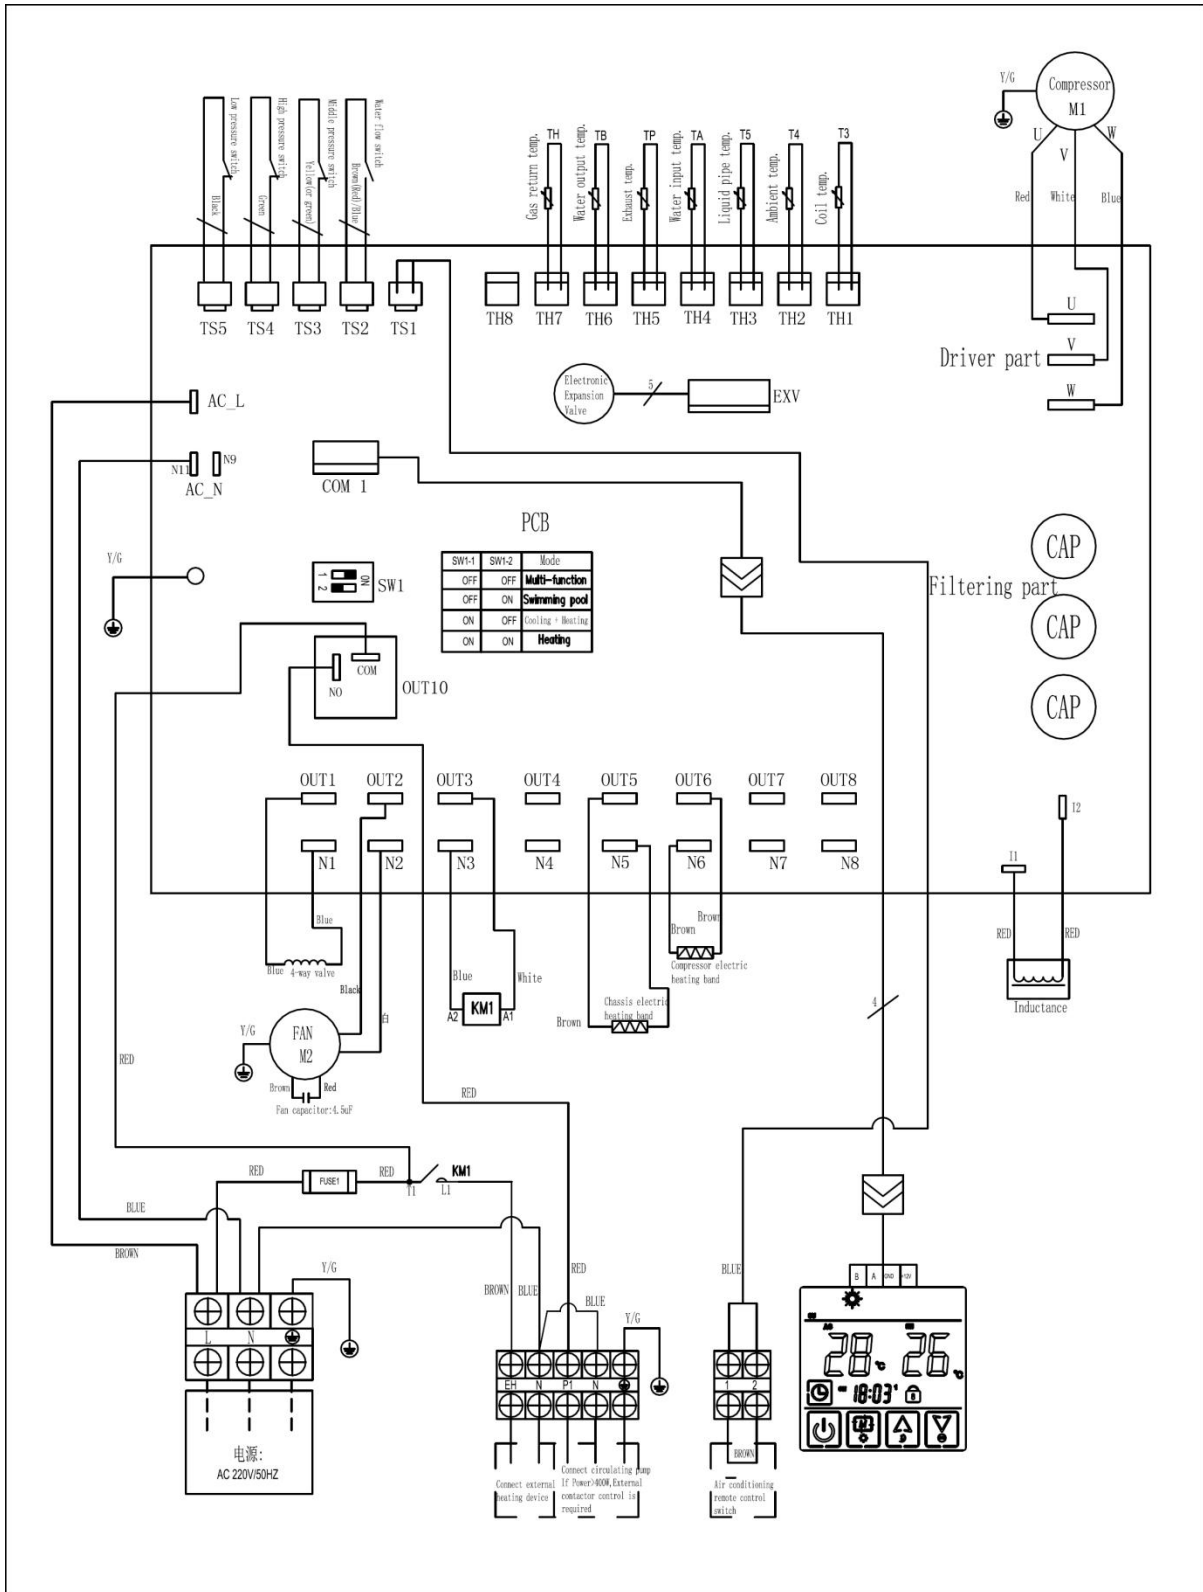 Low pressure switch
High pressure switch
Middle pressure switch
Water flow switch
Black
Green
Yellow(or green)
Brown(Red)/Blue
TS5
TS4
TS3
TS2
TS1
Gas return temp.
TH
Water output temp.
TB
Exhaust temp.
TP
Water input temp.
TA
Liquid pipe temp.
T5
Ambient temp.
T4
Coil temp.
T3
TH8
TH7
TH6
TH5
TH4
TH3
TH2
TH1
Y/G
Compressor
M1
U
V
W
Red
White
Blue
U
V
W
Driver part
Electronic
Expansion
Valve
5
EXV
AC_L
N11
N9
AC_N
COM 1
PCB
Y/G
1
2
ON
SW1
SW1-1 SW1-2 Mode
OFF OFF Multi-function
OFF ON Swimming pool
ON OFF Cooling + Heating
ON ON Heating
CAP
Filtering part
CAP
CAP
NO
COM
OUT10
OUT1
OUT2
OUT3
OUT4
OUT5
OUT6
OUT7
OUT8
N1
N2
N3
N4
N5
N6
N7
N8
I1
I2
RED
RED
Inductance
Blue
Blue
4-way valve
Black
白
Blue
White
A2
KM1
A1
Brown
Brown
Compressor electric
heating band
Chassis electric
heating band
Brown
4
Y/G
FAN
M2
Brown
Red
Fan capacitor:4.5uF
RED
RED
RED
FUSE1
RED
T1
KM1
L1
BLUE
BROWN
Y/G
L
N
电源:
AC 220V/50HZ
BROWN
BLUE
RED
BLUE
Y/G
EH
N
P1
N
Connect external
heating device
Connect circulating pump
If Power>400W,External
contactor control is
required
BLUE
1
2
BROWN
Air conditioning
remote control
switch
B
A
GND
+12V
28 °C
26 °C
18:03